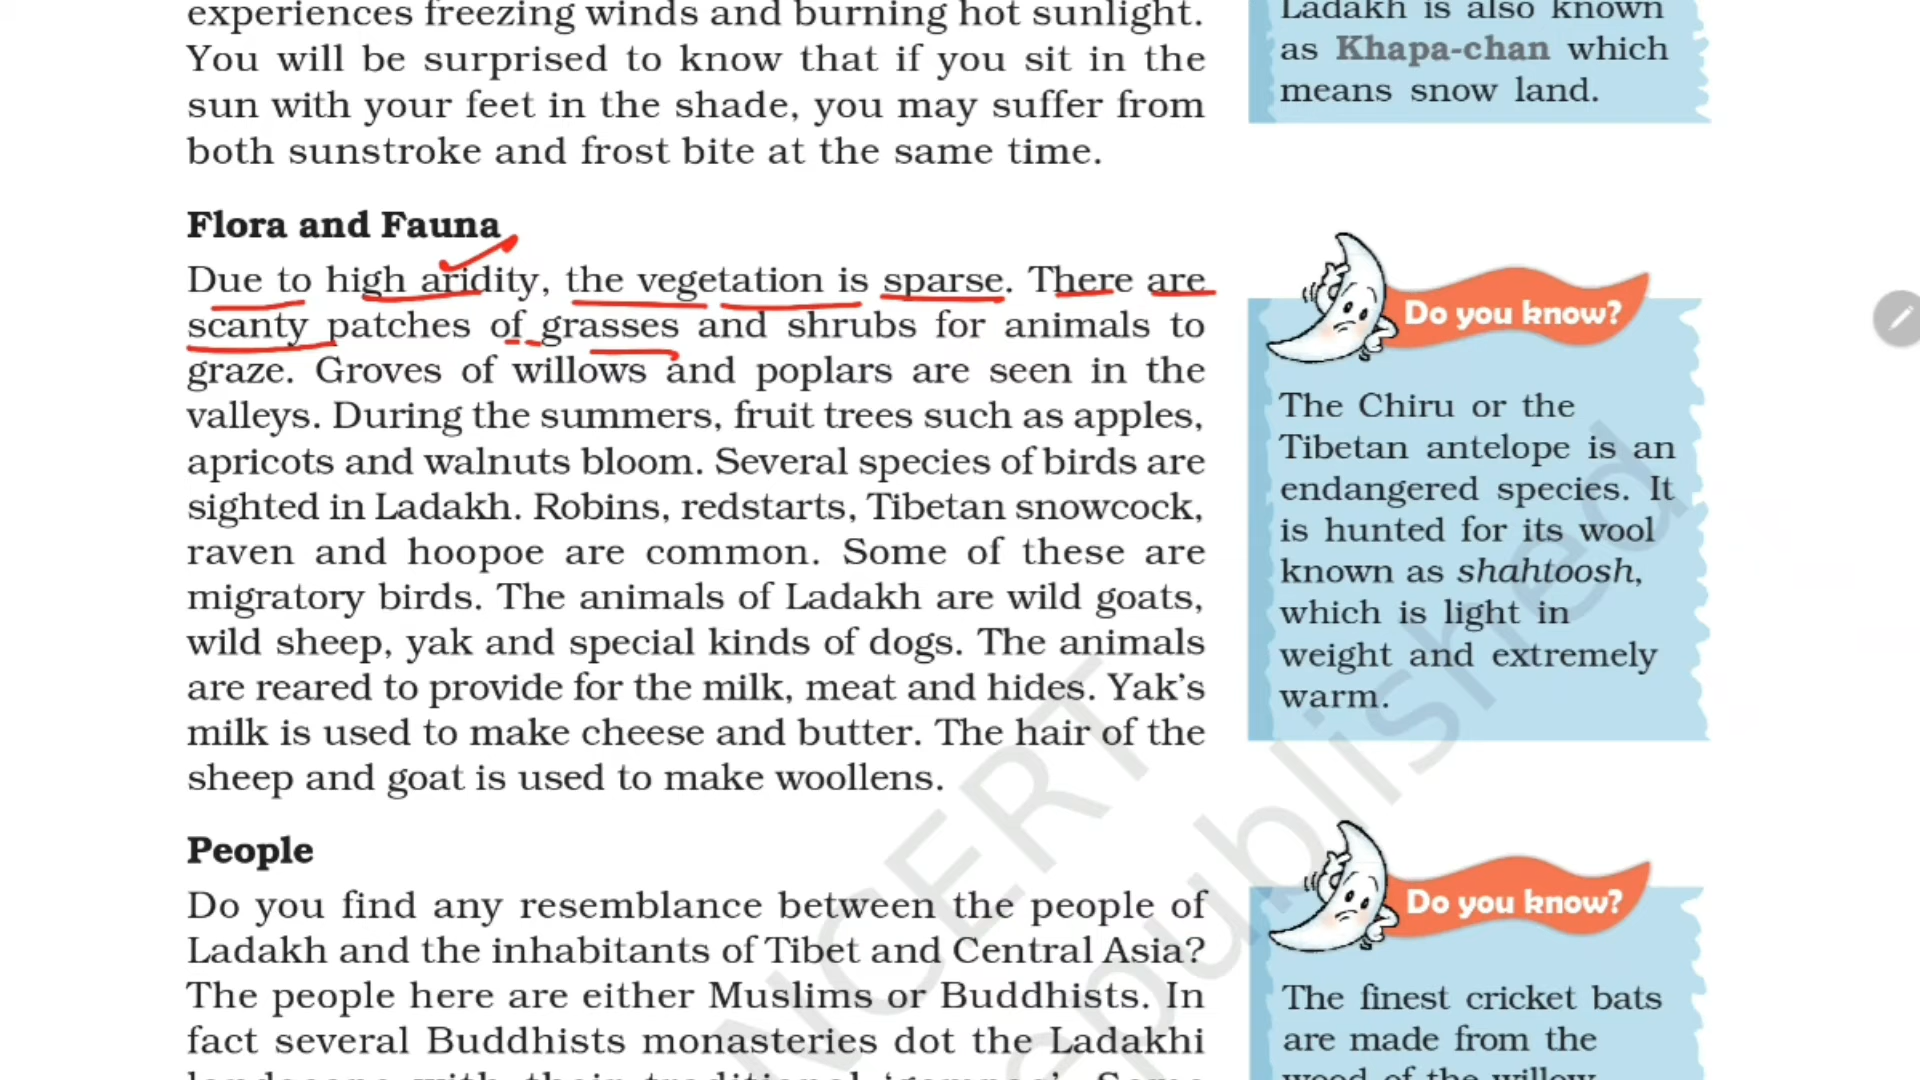 experiences freezing winds and burning hot sunlight.
You will be surprised to know that if you sit in the
sun with your feet in the shade, you may suffer from
both sunstroke and frost bite at the same time.
Flora and Fauna
Due to high aridity, the vegetation is sparse. There are
scanty patches of grasses and shrubs for animals to
graze. Groves of willows and poplars are seen in the
valleys. During the summers, fruit trees such as apples,
apricots and walnuts bloom. Several species of birds are
sighted in Ladakh. Robins, redstarts, Tibetan snowcock,
raven and hoopoe are common. Some of these are
migratory birds. The animals of Ladakh are wild goats,
wild sheep, yak and special kinds of dogs. The animals
are reared to provide for the milk, meat and hides. Yak’s
milk is used to make cheese and butter. The hair of the
sheep and goat is used to make woollens.
People
Do you find any resemblance between the people of
Ladakh and the inhabitants of Tibet and Central Asia?
The people here are either Muslims or Buddhists. In
fact several Buddhists monasteries dot the Ladakhi
landscape with their traditional ‘gompas’. Some
Ladakh is also known
as Khapa-chan which
means snow land.
Do you know?
The Chiru or the
Tibetan antelope is an
endangered species. It
is hunted for its wool
known as shahtoosh,
which is light in
weight and extremely
warm.
Do you know?
The finest cricket bats
are made from the
wood of the willow
NCERT
republished